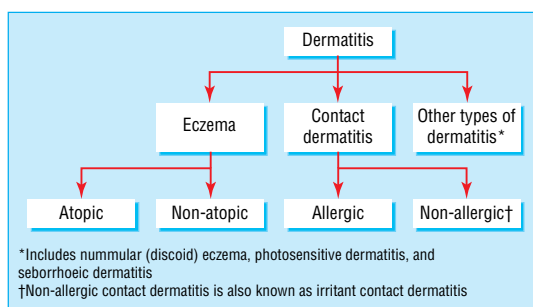 Dermatitis
Eczema
Contact
dermatitis
Other types of
dermatitis*
Atopic
Non-atopic
Allergic
Non-allergic†
*Includes nummular (discoid) eczema, photosensitive dermatitis, and
seborrhoeic dermatitis
†Non-allergic contact dermatitis is also known as irritant contact dermatitis